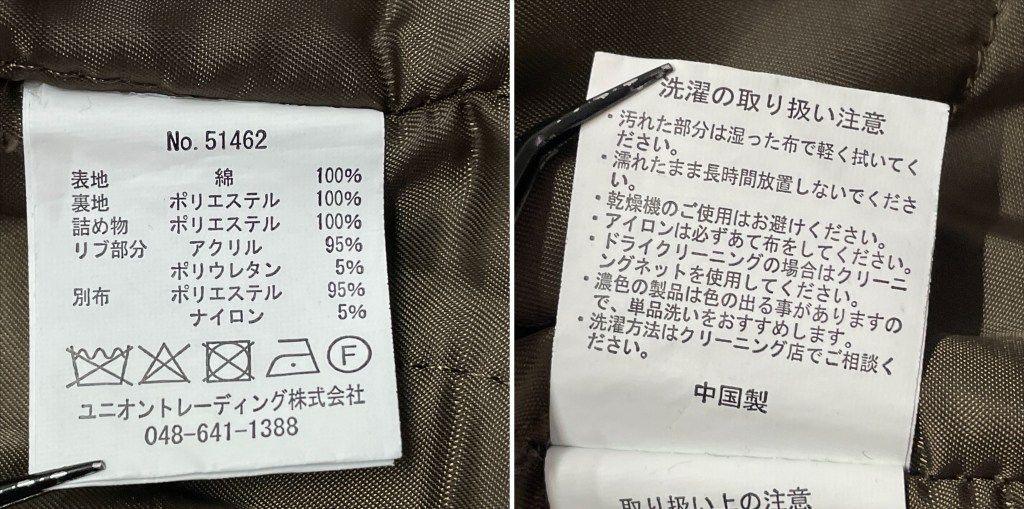 No. 51462
表地 綿 100%
裏地 ポリエステル 100%
詰め物 ポリエステル 100%
リブ部分 アクリル 95%
ポリウレタン 5%
別布 ポリエステル 95%
ナイロン 5%
F
ユニオントレーディング株式会社
048-641-1388
洗濯の取り扱い注意
・汚れた部分は湿った布で軽く拭いてく
ださい。
・濡れたまま長時間放置しないでくださ
い。
・乾燥機のご使用はお避けください。
・アイロンは必ずあて布をしてください。
・ドライクリーニングの場合はクリーニ
ングネットを使用してください。
・濃色の製品は色の出る事がありますの
で、単品洗いをおすすめします。
・洗濯方法はクリーニング店でご相談く
ださい。
中国製
取り扱い上の注意